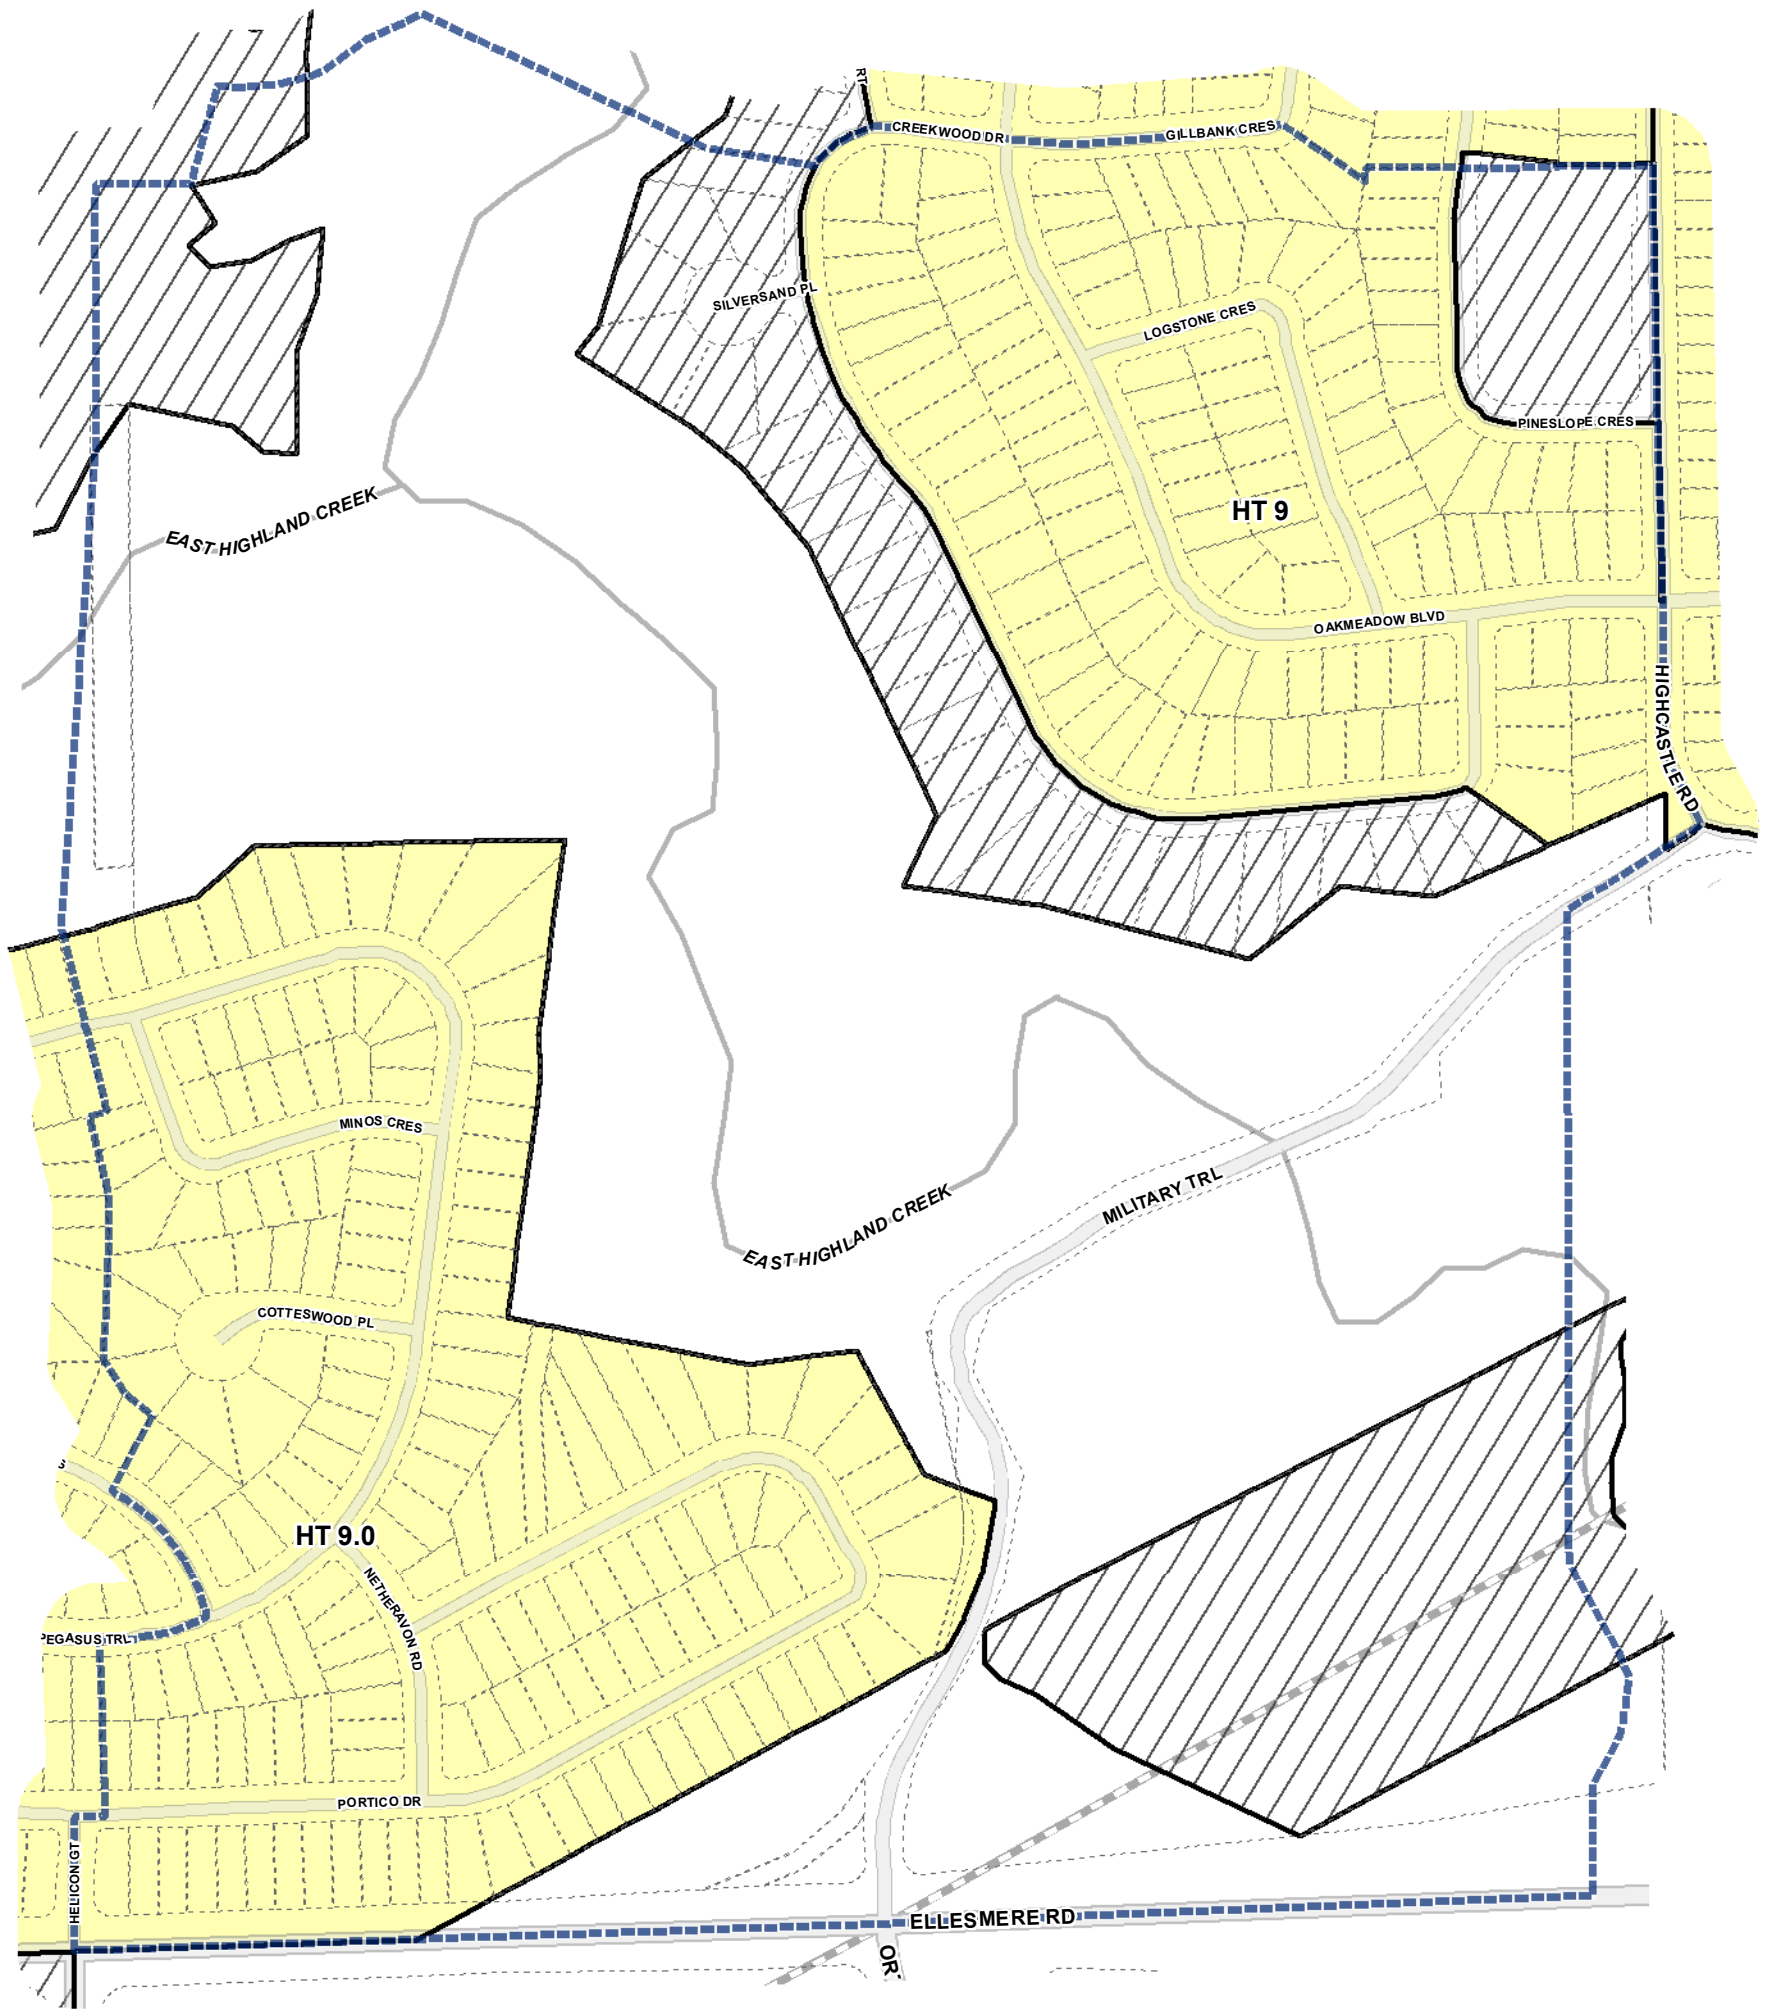 RT
CREEKWOOD DR
GILLBANK CRES
SILVERSAND PL
LOGSTONE CRES
PINESLOPE CRES
EAST HIGHLAND CREEK
HT 9
OAKMEADOW BLVD
HIGHCASTLE RD
MINOS CRES
MILITARY TRL
EAST HIGHLAND CREEK
COTTESWOOD PL
S
HT 9.0
NETHERAVON RD
PEGASUS TRL
PORTICO DR
HELICON GT
ELLESMERE RD
OR